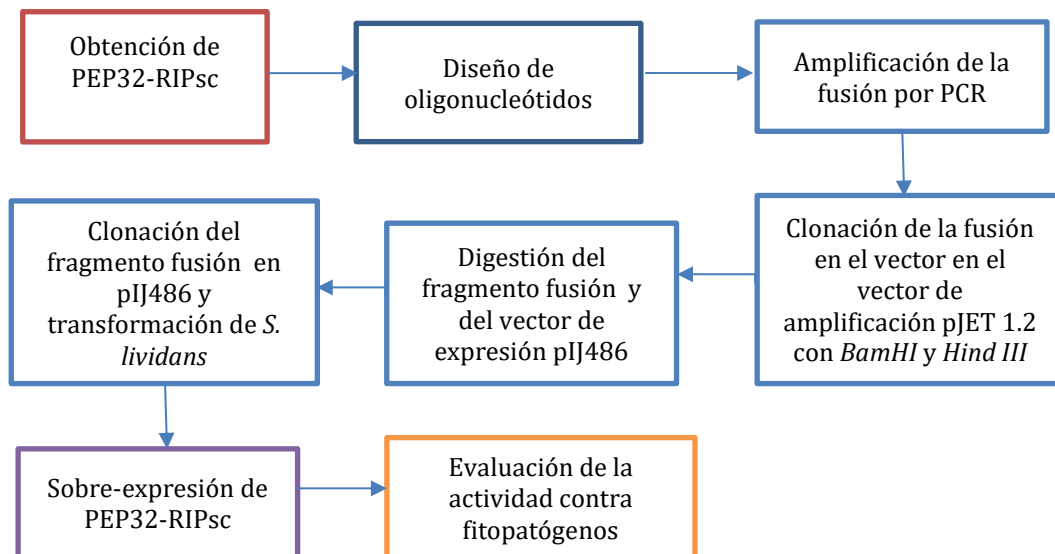 Obtención de
PEP32-RIPsc
Diseño de
oligonucleótidos
Amplificación de la
fusión por PCR
Clonación de la fusión
en el vector en el
vector de
amplificación pJET 1.2
con BamHI y Hind III
Digestión del
fragmento fusión y
del vector de
expresión pIJ486
Clonación del
fragmento fusión en
pIJ486 y
transformación de S.
lividans
Sobre-expresión de
PEP32-RIPsc
Evaluación de la
actividad contra
fitopatógenos